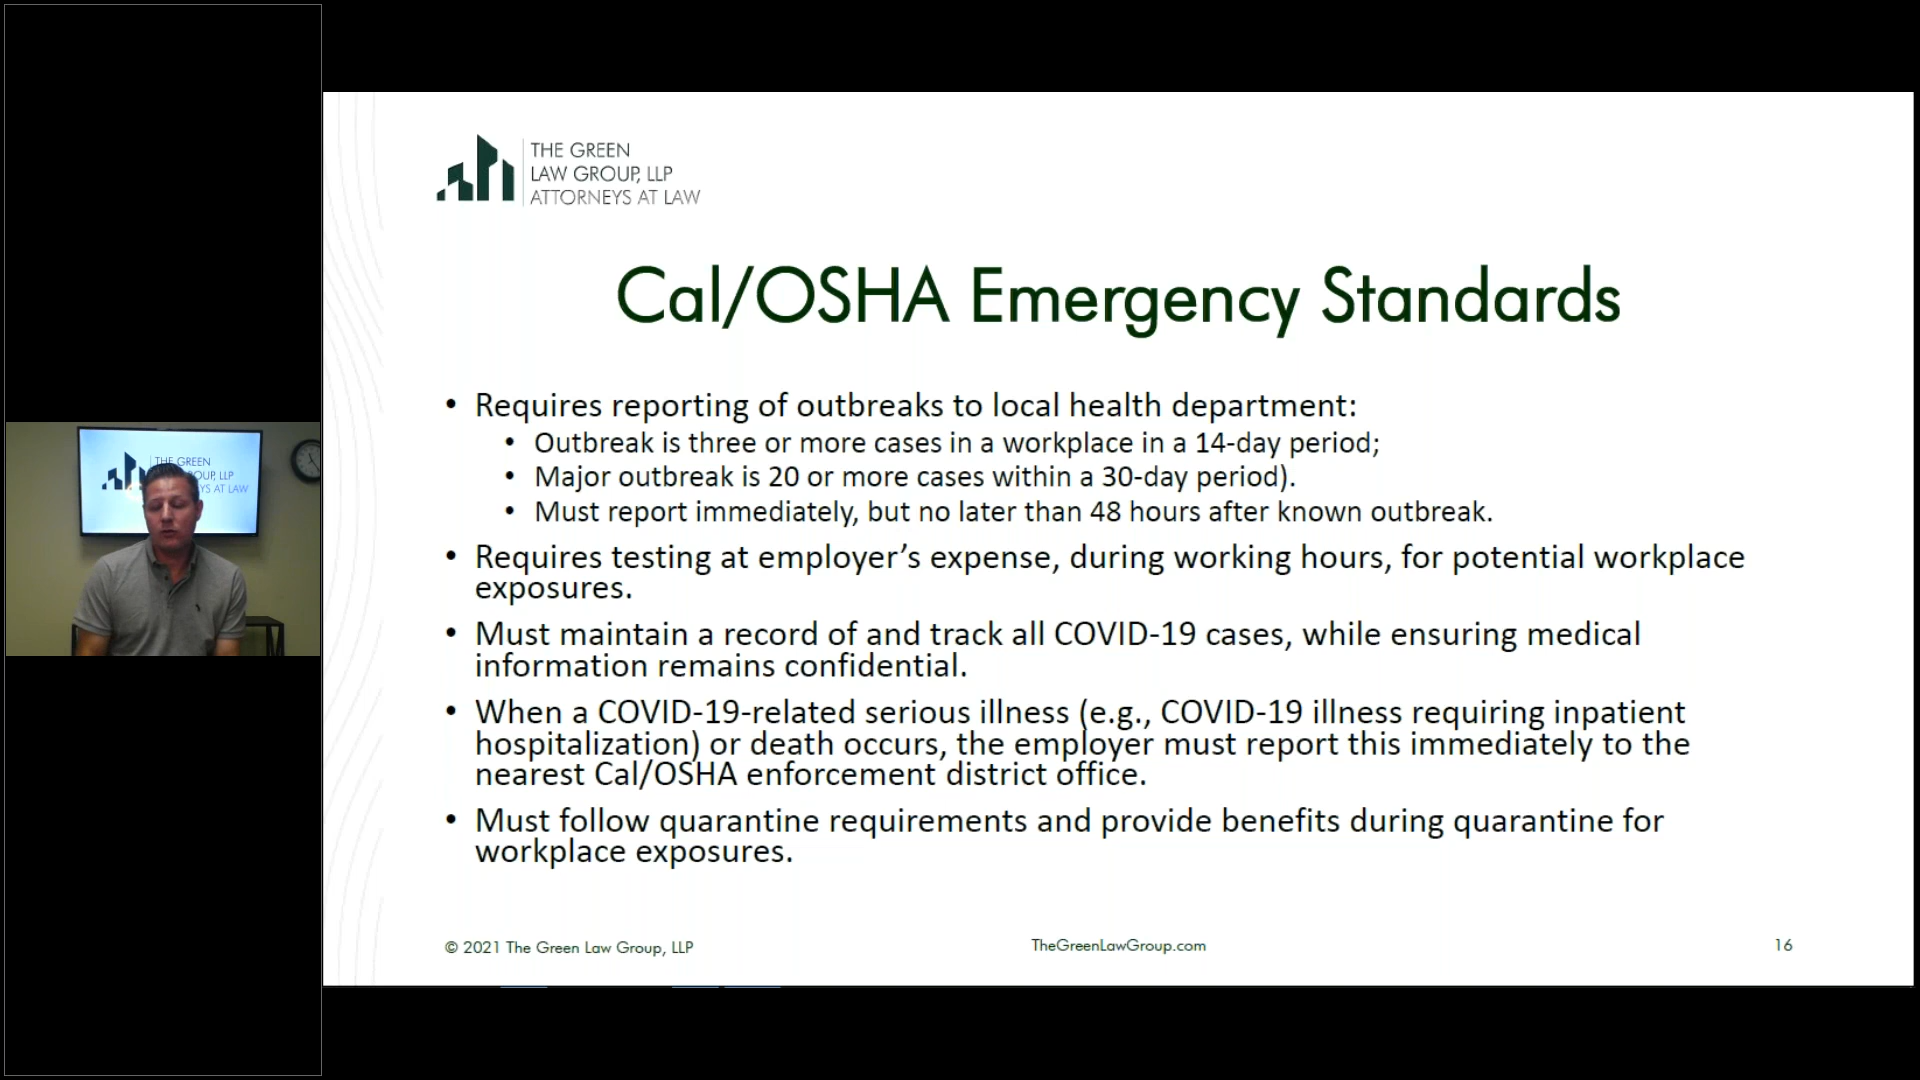 THE GREEN
LAW GROUP, LLP
ATTORNEYS AT LAW
Cal/OSHA Emergency Standards
• Requires reporting of outbreaks to local health department:
• Outbreak is three or more cases in a workplace in a 14-day period;
• Major outbreak is 20 or more cases within a 30-day period).
• Must report immediately, but no later than 48 hours after known outbreak.
• Requires testing at employer’s expense, during working hours, for potential workplace
exposures.
• Must maintain a record of and track all COVID-19 cases, while ensuring medical
information remains confidential.
• When a COVID-19-related serious illness (e.g., COVID-19 illness requiring inpatient
hospitalization) or death occurs, the employer must report this immediately to the
nearest Cal/OSHA enforcement district office.
• Must follow quarantine requirements and provide benefits during quarantine for
workplace exposures.
© 2021 The Green Law Group, LLP
TheGreenLawGroup.com
16
THE GREEN
OUP, LLP
YS AT LAW